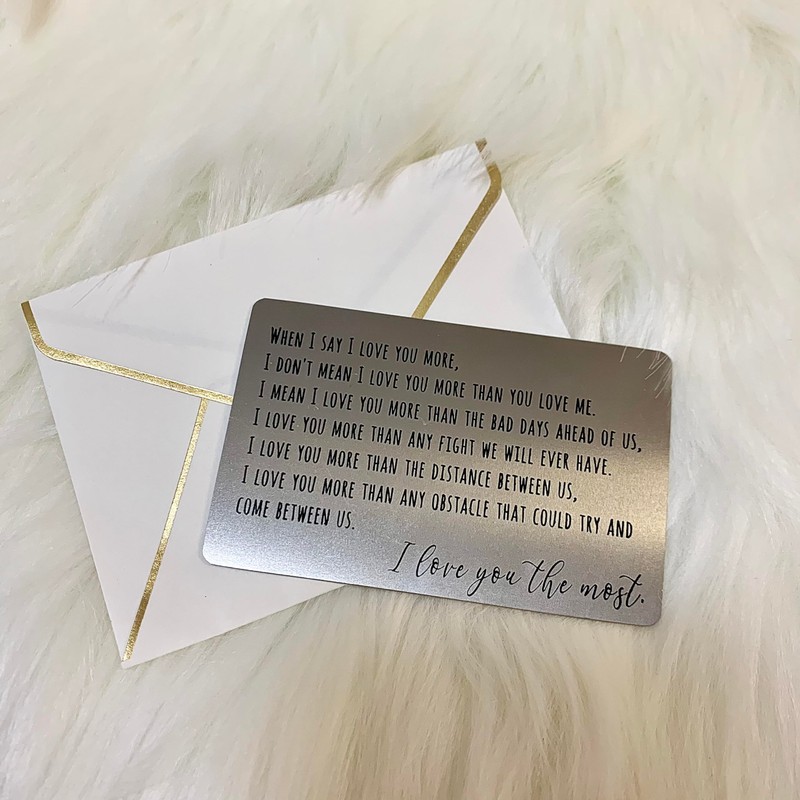 WHEN I SAY I LOVE YOU MORE,
I DON'T MEAN I LOVE YOU MORE THAN YOU LOVE ME.
I MEAN I LOVE YOU MORE THAN THE BAD DAYS AHEAD OF US,
I LOVE YOU MORE THAN ANY FIGHT WE WILL EVER HAVE.
I LOVE YOU MORE THAN THE DISTANCE BETWEEN US,
I LOVE YOU MORE THAN ANY OBSTACLE THAT COULD TRY AND
COME BETWEEN US.
I love you the most.